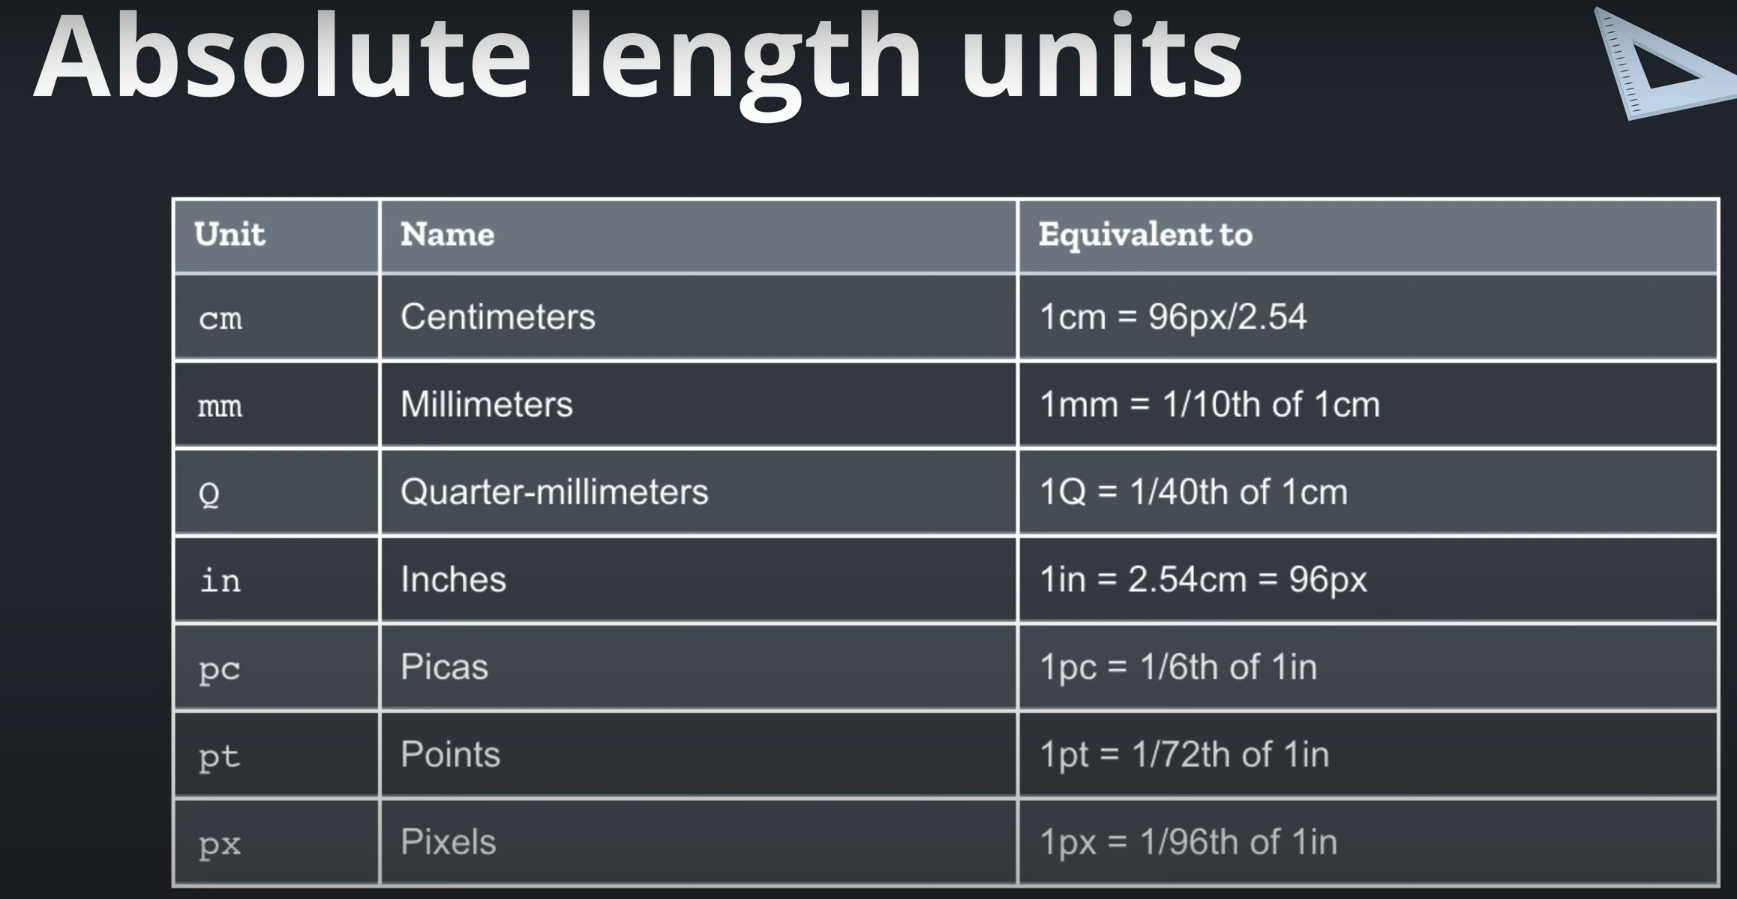 Absolute length units
Unit Name Equivalent to
cm Centimeters 1cm = 96px/2.54
mm Millimeters 1mm = 1/10th of 1cm
Q Quarter-millimeters 1Q = 1/40th of 1cm
in Inches 1in = 2.54cm = 96px
pc Picas 1pc = 1/6th of 1in
pt Points 1pt = 1/72th of 1in
px Pixels 1px = 1/96th of 1in